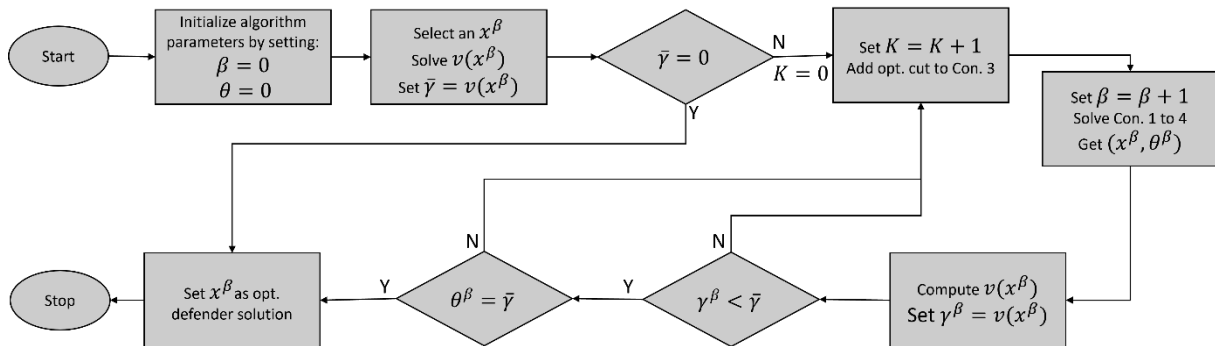 Start
Initialize algorithm
parameters by setting:
β = 0
θ = 0
Select an x^β
Solve v(x^β)
Set γ̄ = v(x^β)
γ̄ = 0
N
K = 0
Y
Set K = K + 1
Add opt. cut to Con. 3
Set β = β + 1
Solve Con. 1 to 4
Get (x^β, θ^β)
Compute v(x^β)
Set γ^β = v(x^β)
N
γ^β < γ̄
Y
N
θ^β = γ̄
Y
Set x^β as opt.
defender solution
Stop